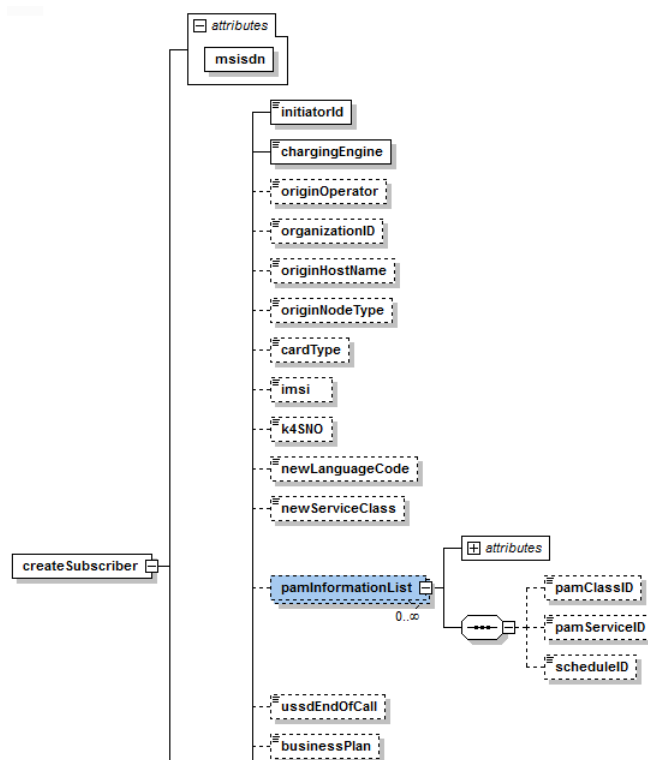 attributes
msisdn
initiatorId
chargingEngine
originOperator
organizationID
originHostName
originNodeType
cardType
imsi
k4SNO
newLanguageCode
newServiceClass
createSubscriber
pamInformationList
0..∞
attributes
pamClassID
pamServiceID
scheduleID
ussdEndOfCall
businessPlan